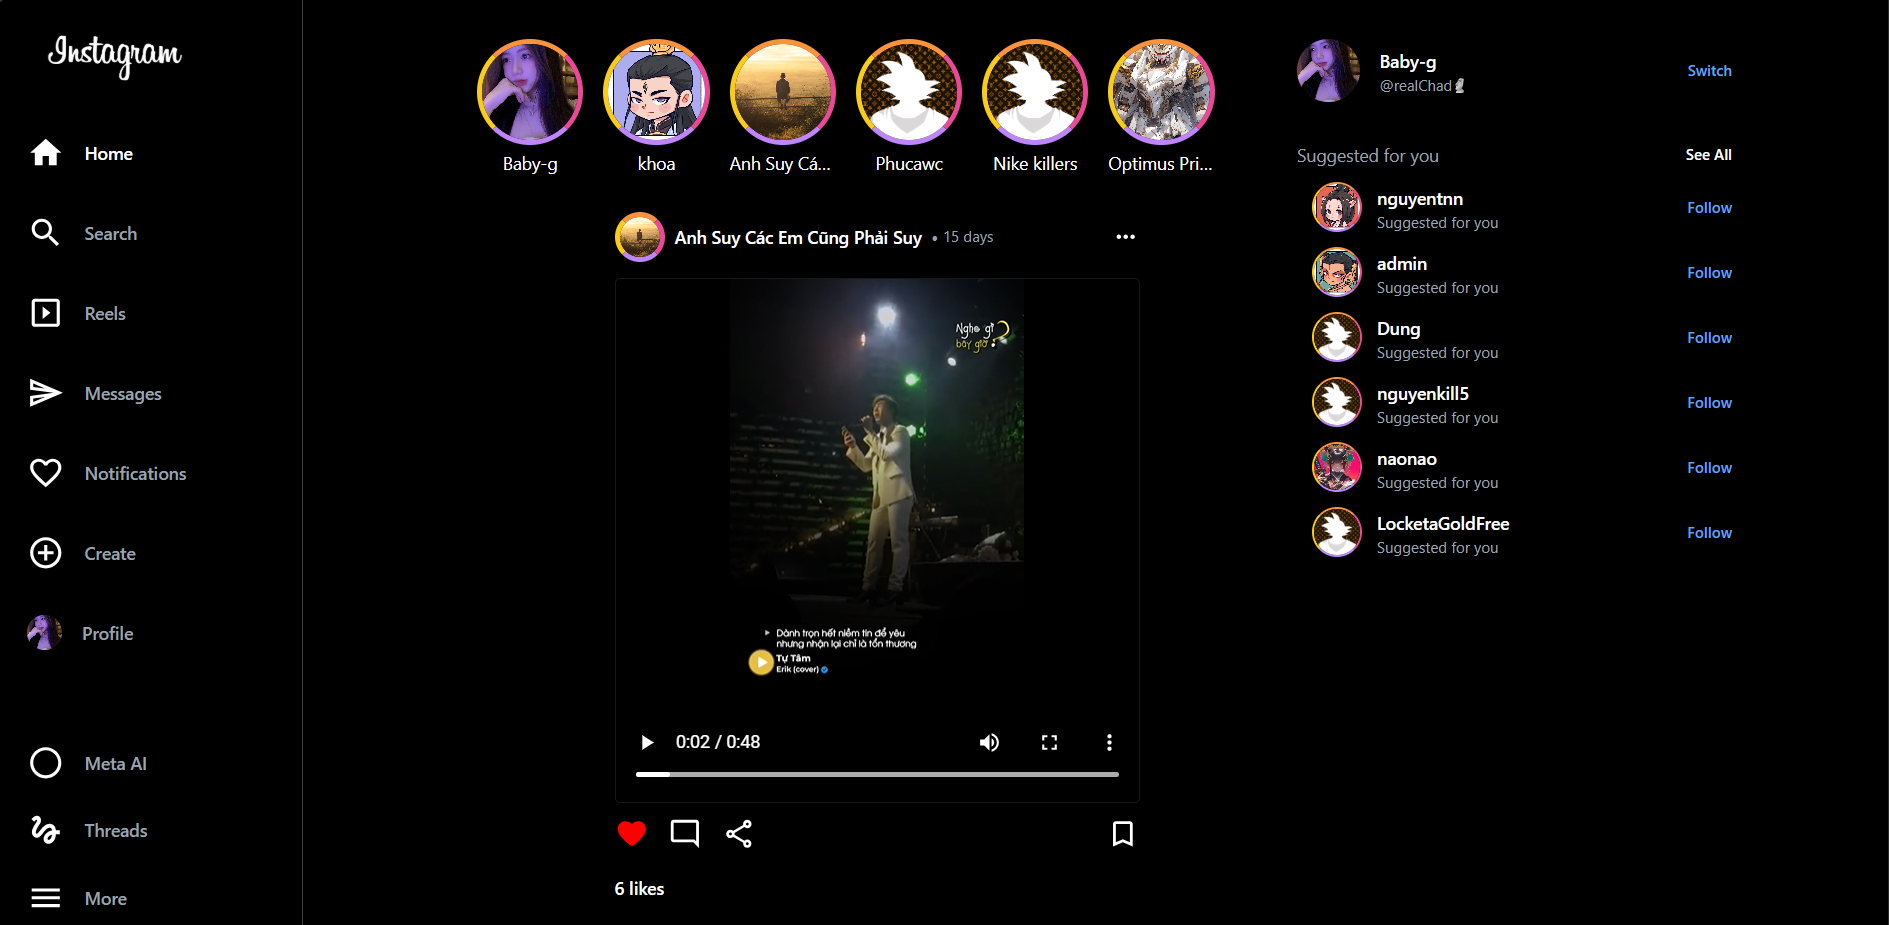 Instagram
Home
Search
Reels
Messages
Notifications
Create
Profile
Meta AI
Threads
More
Baby-g
khoa
Anh Suy Cá...
Phucawc
Nike killers
Optimus Pri...
Anh Suy Các Em Cũng Phải Suy • 15 days
Nghe gì
bây giờ ?
Dành trọn hết niềm tin để yêu
nhưng nhận lại chỉ là tổn thương
Tự Tâm
Erik (cover)
0:02 / 0:48
6 likes
Baby-g
@realChad🗿
Switch
Suggested for you
See All
nguyentnn
Suggested for you
Follow
admin
Suggested for you
Follow
Dung
Suggested for you
Follow
nguyenkill5
Suggested for you
Follow
naonao
Suggested for you
Follow
LocketaGoldFree
Suggested for you
Follow